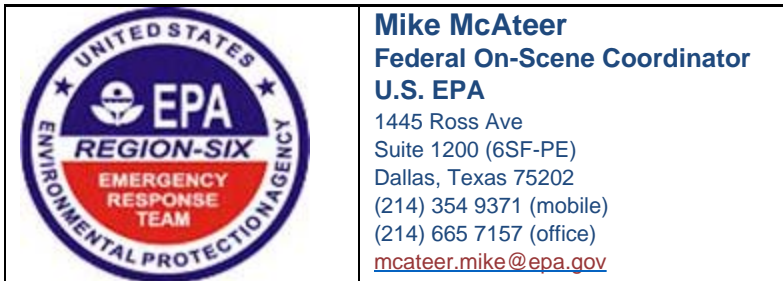 UNITED STATES
EPA
REGION-SIX
EMERGENCY
RESPONSE
TEAM
ENVIRONMENTAL PROTECTION AGENCY
Mike McAteer
Federal On-Scene Coordinator
U.S. EPA
1445 Ross Ave
Suite 1200 (6SF-PE)
Dallas, Texas 75202
(214) 354 9371 (mobile)
(214) 665 7157 (office)
mcateer.mike@epa.gov